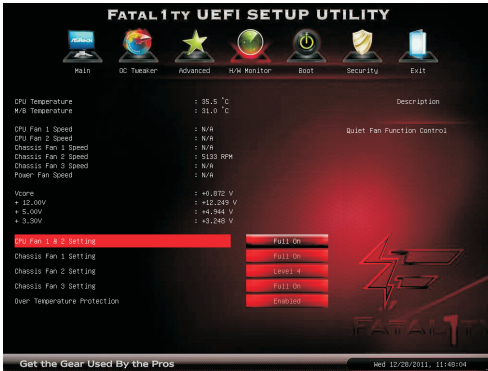 FATAL1TY UEFI SETUP UTILITY
Main OC Tweaker Advanced H/W Monitor Boot Security Exit
CPU Temperature : 35.5 °C
M/B Temperature : 31.0 °C
Description
CPU Fan 1 Speed : N/A
Quiet Fan Function Control
CPU Fan 2 Speed : N/A
Chassis Fan 1 Speed : N/A
Chassis Fan 2 Speed : 5133 RPM
Chassis Fan 3 Speed : N/A
Power Fan Speed : N/A
Vcore : +0.872 V
+ 12.00V : +12.249 V
+ 5.00V : +4.944 V
+ 3.30V : +3.248 V
CPU Fan 1 & 2 Setting Full On
Chassis Fan 1 Setting Full On
Chassis Fan 2 Setting Level 4
Chassis Fan 3 Setting Full On
Over Temperature Protection Enabled
FATAL1TY
Get the Gear Used By the Pros
Wed 12/28/2011, 11:48:04